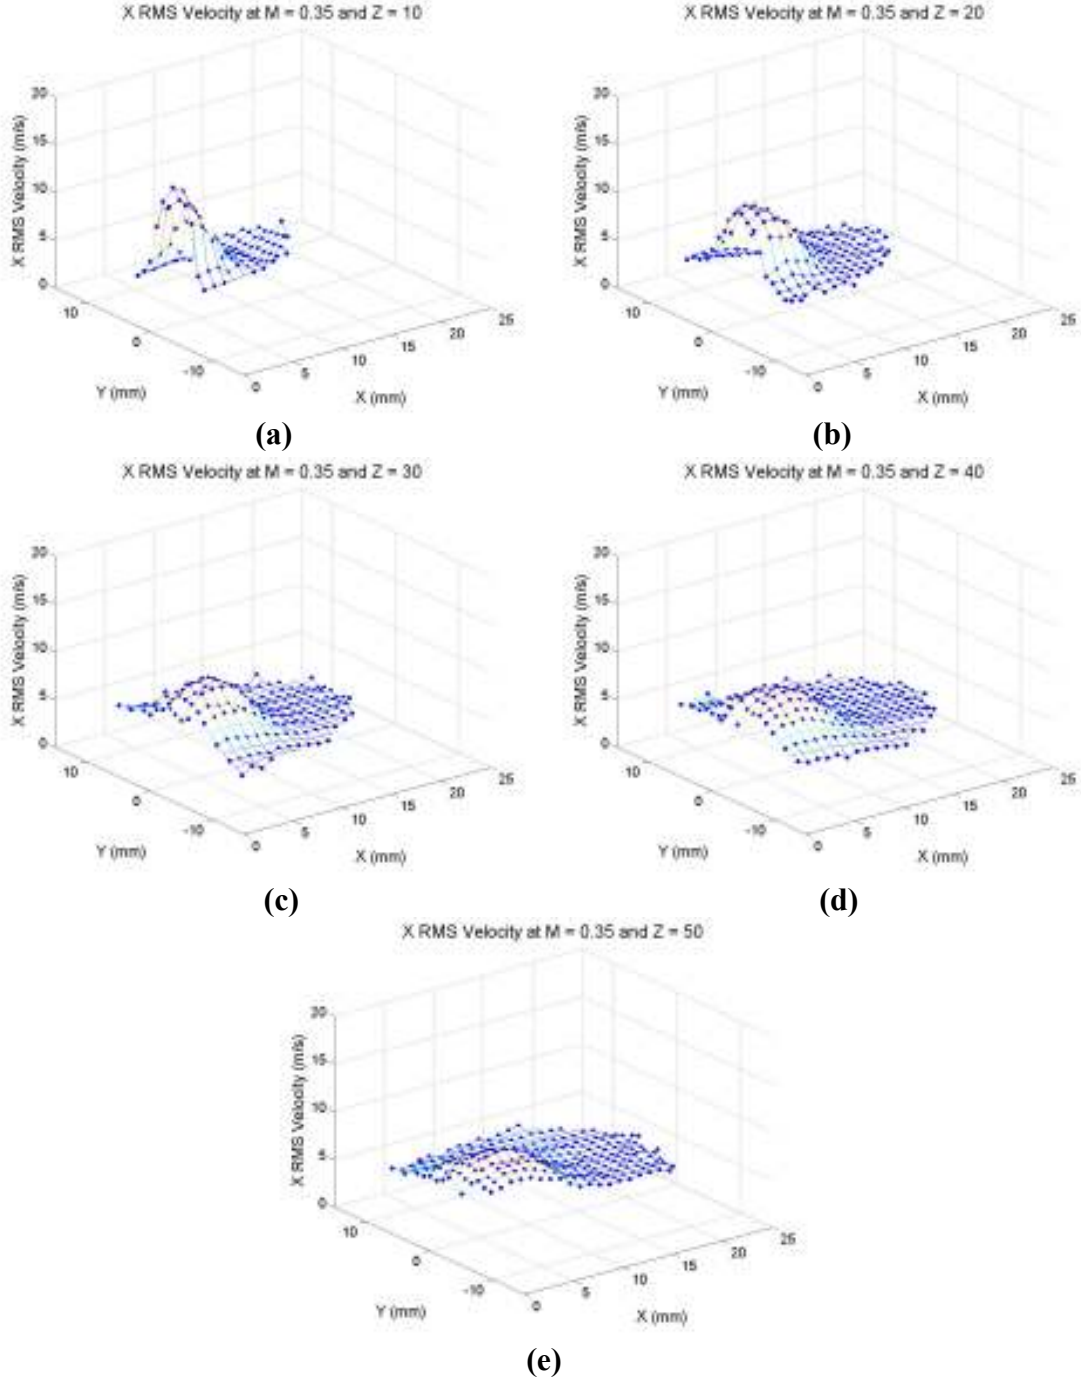 X RMS Velocity at M = 0.35 and Z = 10
X RMS Velocity (m/s)
20
15
10
5
0
10
0
-10
Y (mm)
0
5
10
15
20
25
X (mm)
(a)
X RMS Velocity at M = 0.35 and Z = 20
X RMS Velocity (m/s)
20
15
10
5
0
10
0
-10
Y (mm)
0
5
10
15
20
25
X (mm)
(b)
X RMS Velocity at M = 0.35 and Z = 30
X RMS Velocity (m/s)
20
15
10
5
0
10
0
-10
Y (mm)
0
5
10
15
20
25
X (mm)
(c)
X RMS Velocity at M = 0.35 and Z = 40
X RMS Velocity (m/s)
20
15
10
5
0
10
0
-10
Y (mm)
0
5
10
15
20
25
X (mm)
(d)
X RMS Velocity at M = 0.35 and Z = 50
X RMS Velocity (m/s)
20
15
10
5
0
10
0
-10
Y (mm)
0
5
10
15
20
25
X (mm)
(e)